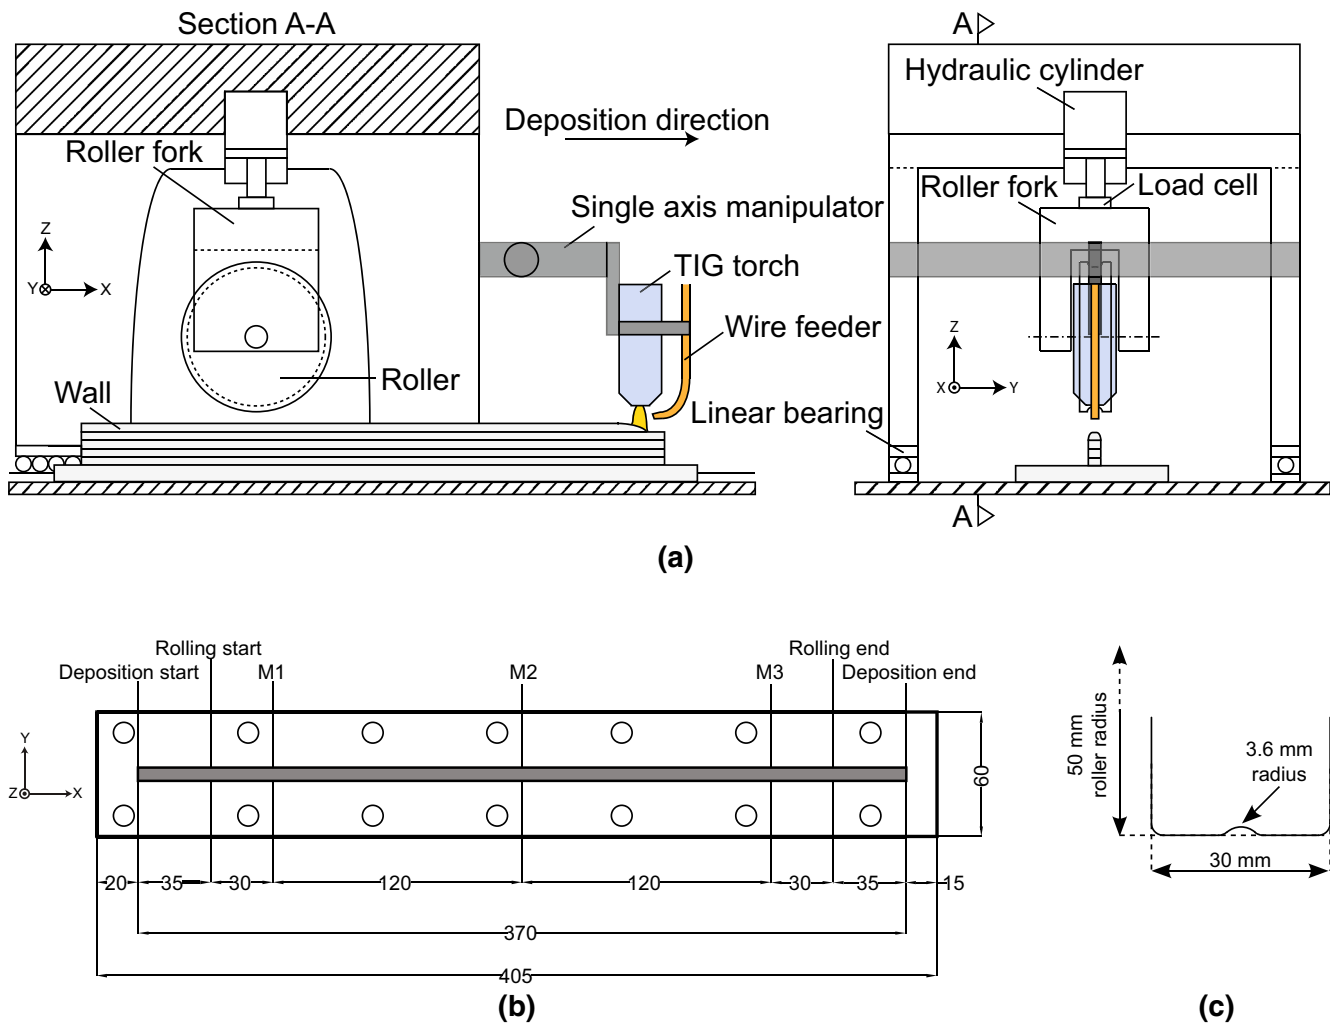 Section A-A
A
Hydraulic cylinder
Deposition direction
Roller fork
Roller fork
Load cell
Single axis manipulator
Z
Y
X
TIG torch
Wire feeder
Z
X
Y
Roller
Wall
Linear bearing
A
(a)
Rolling start
Deposition start
M1
M2
M3
Rolling end
Deposition end
Y
Z
X
60
20
35
30
120
120
30
35
15
370
405
(b)
50 mm
roller radius
3.6 mm
radius
30 mm
(c)